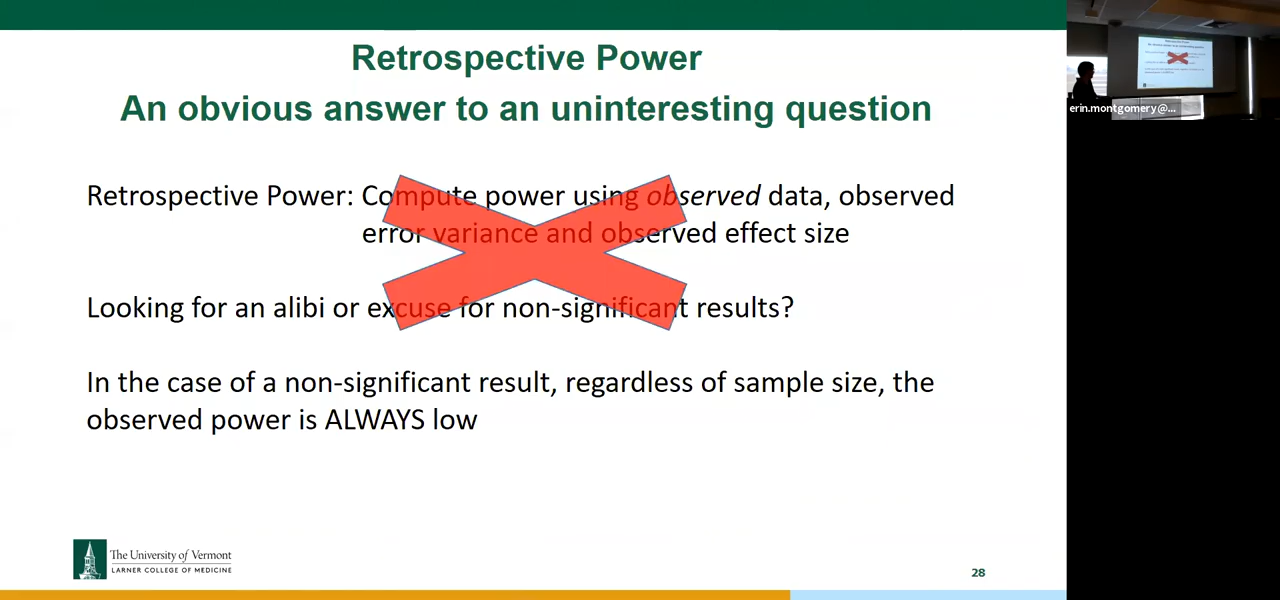 Retrospective Power
An obvious answer to an uninteresting question
Retrospective Power: Compute power using observed data, observed
error variance and observed effect size
Looking for an alibi or excuse for non-significant results?
In the case of a non-significant result, regardless of sample size, the
observed power is ALWAYS low
The University of Vermont
LARNER COLLEGE OF MEDICINE
28
erin.montgomery@...